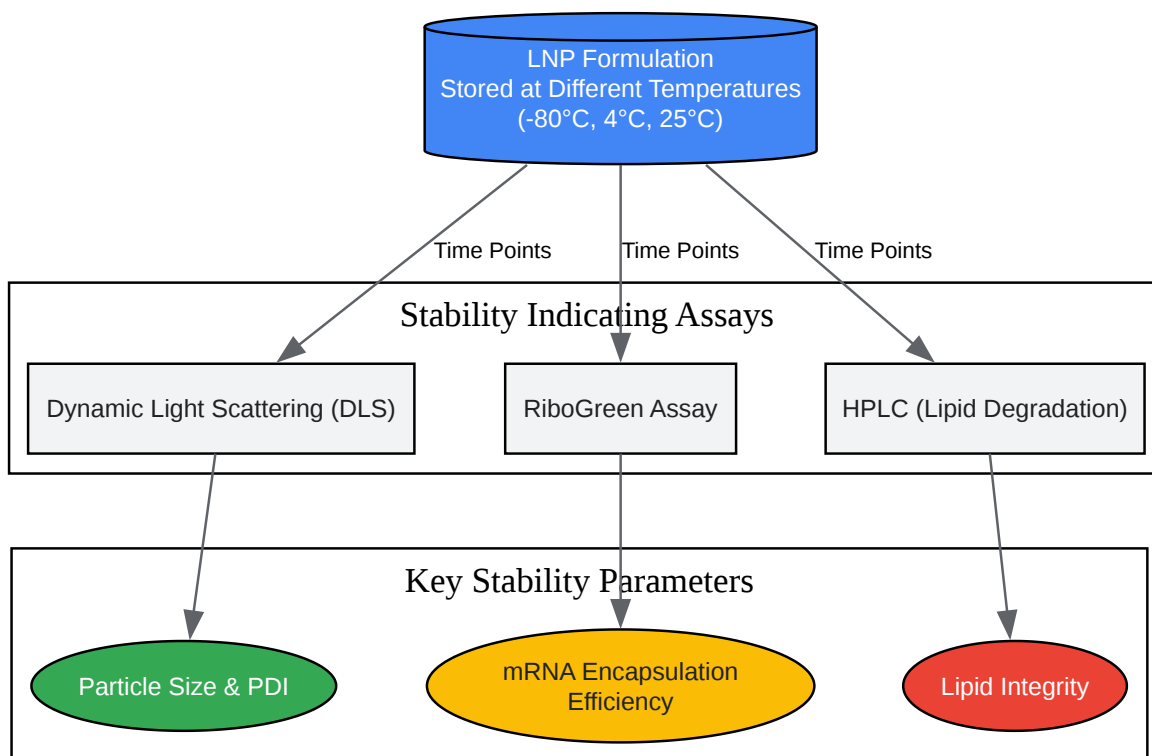 LNP Formulation
Stored at Different Temperatures
(-80°C, 4°C, 25°C)
Time Points
Time Points
Time Points
Stability Indicating Assays
Dynamic Light Scattering (DLS)
RiboGreen Assay
HPLC (Lipid Degradation)
Key Stability Parameters
Particle Size & PDI
mRNA Encapsulation
Efficiency
Lipid Integrity